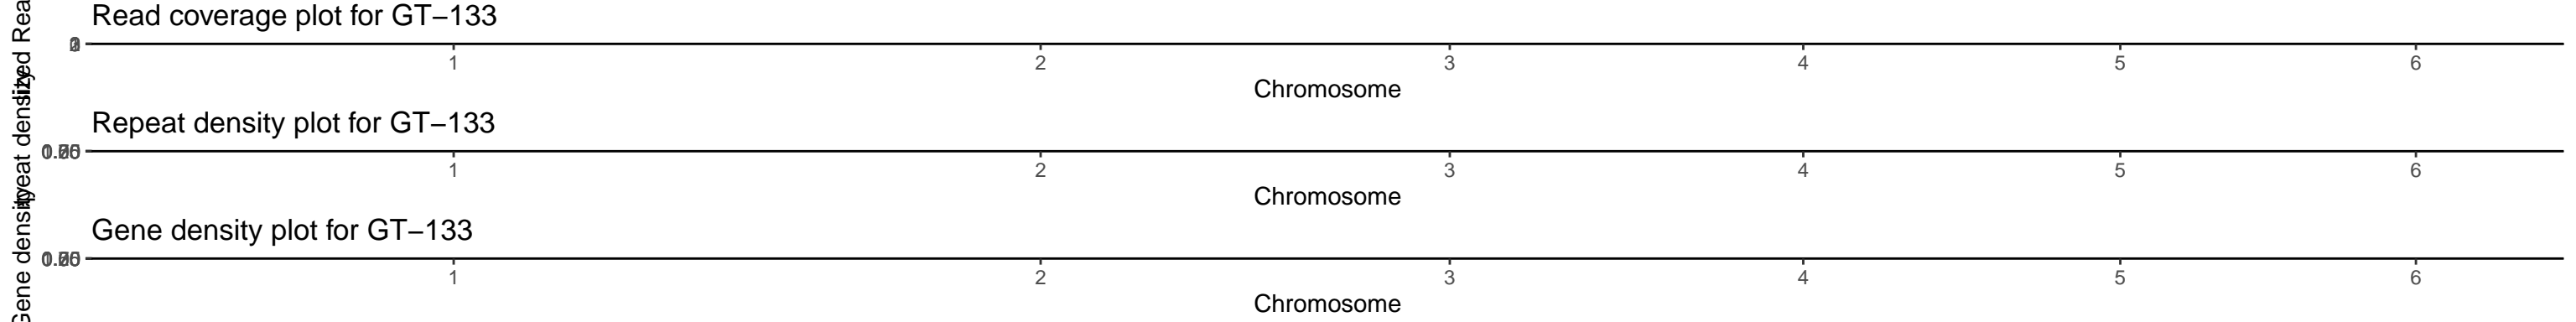 Read coverage plot for GT–133
1 2 3 4 5 6
Chromosome
Repeat density plot for GT–133
1 2 3 4 5 6
Chromosome
Gene density plot for GT–133
1 2 3 4 5 6
Chromosome
Gene density